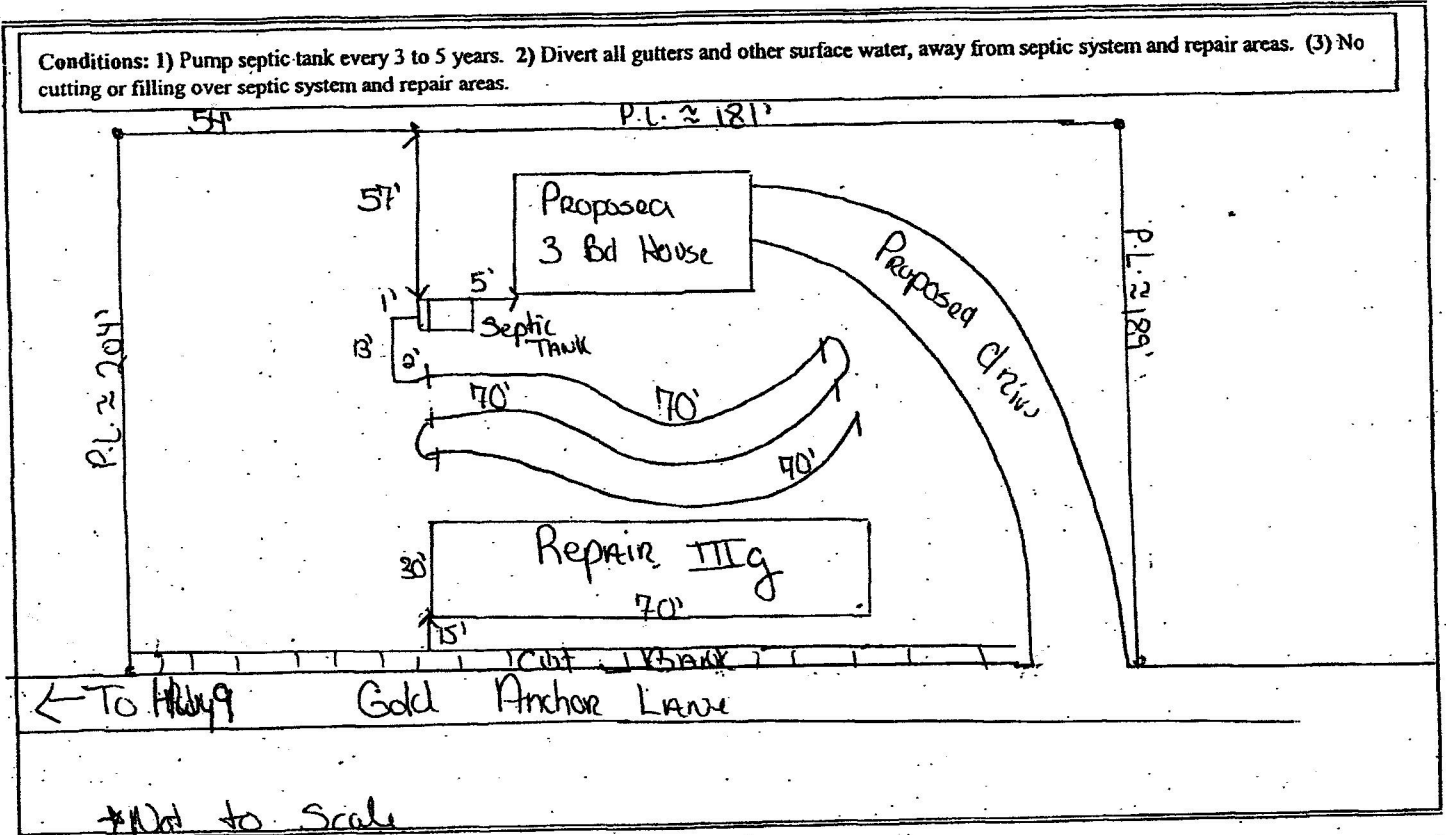 Conditions: 1) Pump septic tank every 3 to 5 years. 2) Divert all gutters and other surface water, away from septic system and repair areas. (3) No
cutting or filling over septic system and repair areas.
54'
P.L. ≈ 181'
57'
Proposed
3 Bd House
Proposed drive
P.L. ≈ 189'
P.L. ≈ 204'
1'
5'
Septic
TANK
13'
2'
70'
70'
70'
Repair IIIg
30'
70'
15'
Cut BANK
← To Hwy 9
Gold Anchor LANe
*Not to Scale